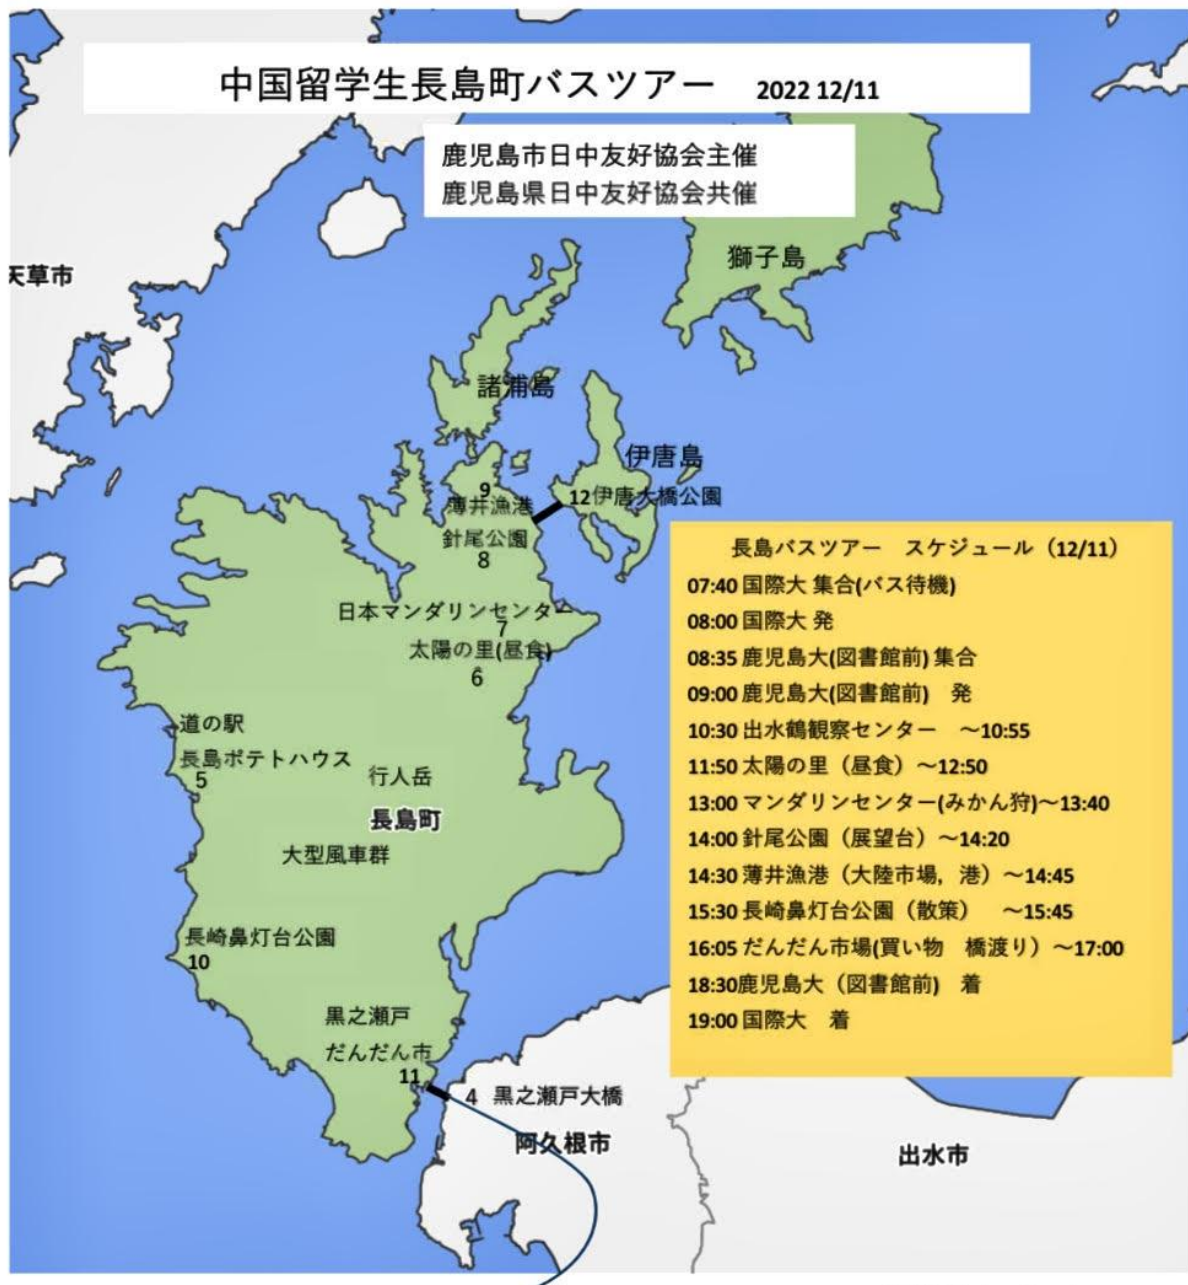 中国留学生長島町バスツアー 2022 12/11
鹿児島市日中友好協会主催
鹿児島県日中友好協会共催
獅子島
天草市
諸浦島
伊唐島
9
薄井漁港
12伊唐大橋公園
針尾公園
8
日本マンダリンセンター
7
太陽の里(昼食)
6
道の駅
長島ポテトハウス
5
行人岳
長島町
大型風車群
長崎鼻灯台公園
10
黒之瀬戸
だんだん市
11
4 黒之瀬戸大橋
阿久根市
出水市
長島バスツアー スケジュール（12/11）
07:40 国際大 集合(バス待機)
08:00 国際大 発
08:35 鹿児島大(図書館前) 集合
09:00 鹿児島大(図書館前) 発
10:30 出水鶴観察センター ～10:55
11:50 太陽の里（昼食）～12:50
13:00 マンダリンセンター(みかん狩)～13:40
14:00 針尾公園（展望台）～14:20
14:30 薄井漁港（大陸市場，港）～14:45
15:30 長崎鼻灯台公園（散策） ～15:45
16:05 だんだん市場(買い物 橋渡り）～17:00
18:30鹿児島大（図書館前) 着
19:00 国際大 着